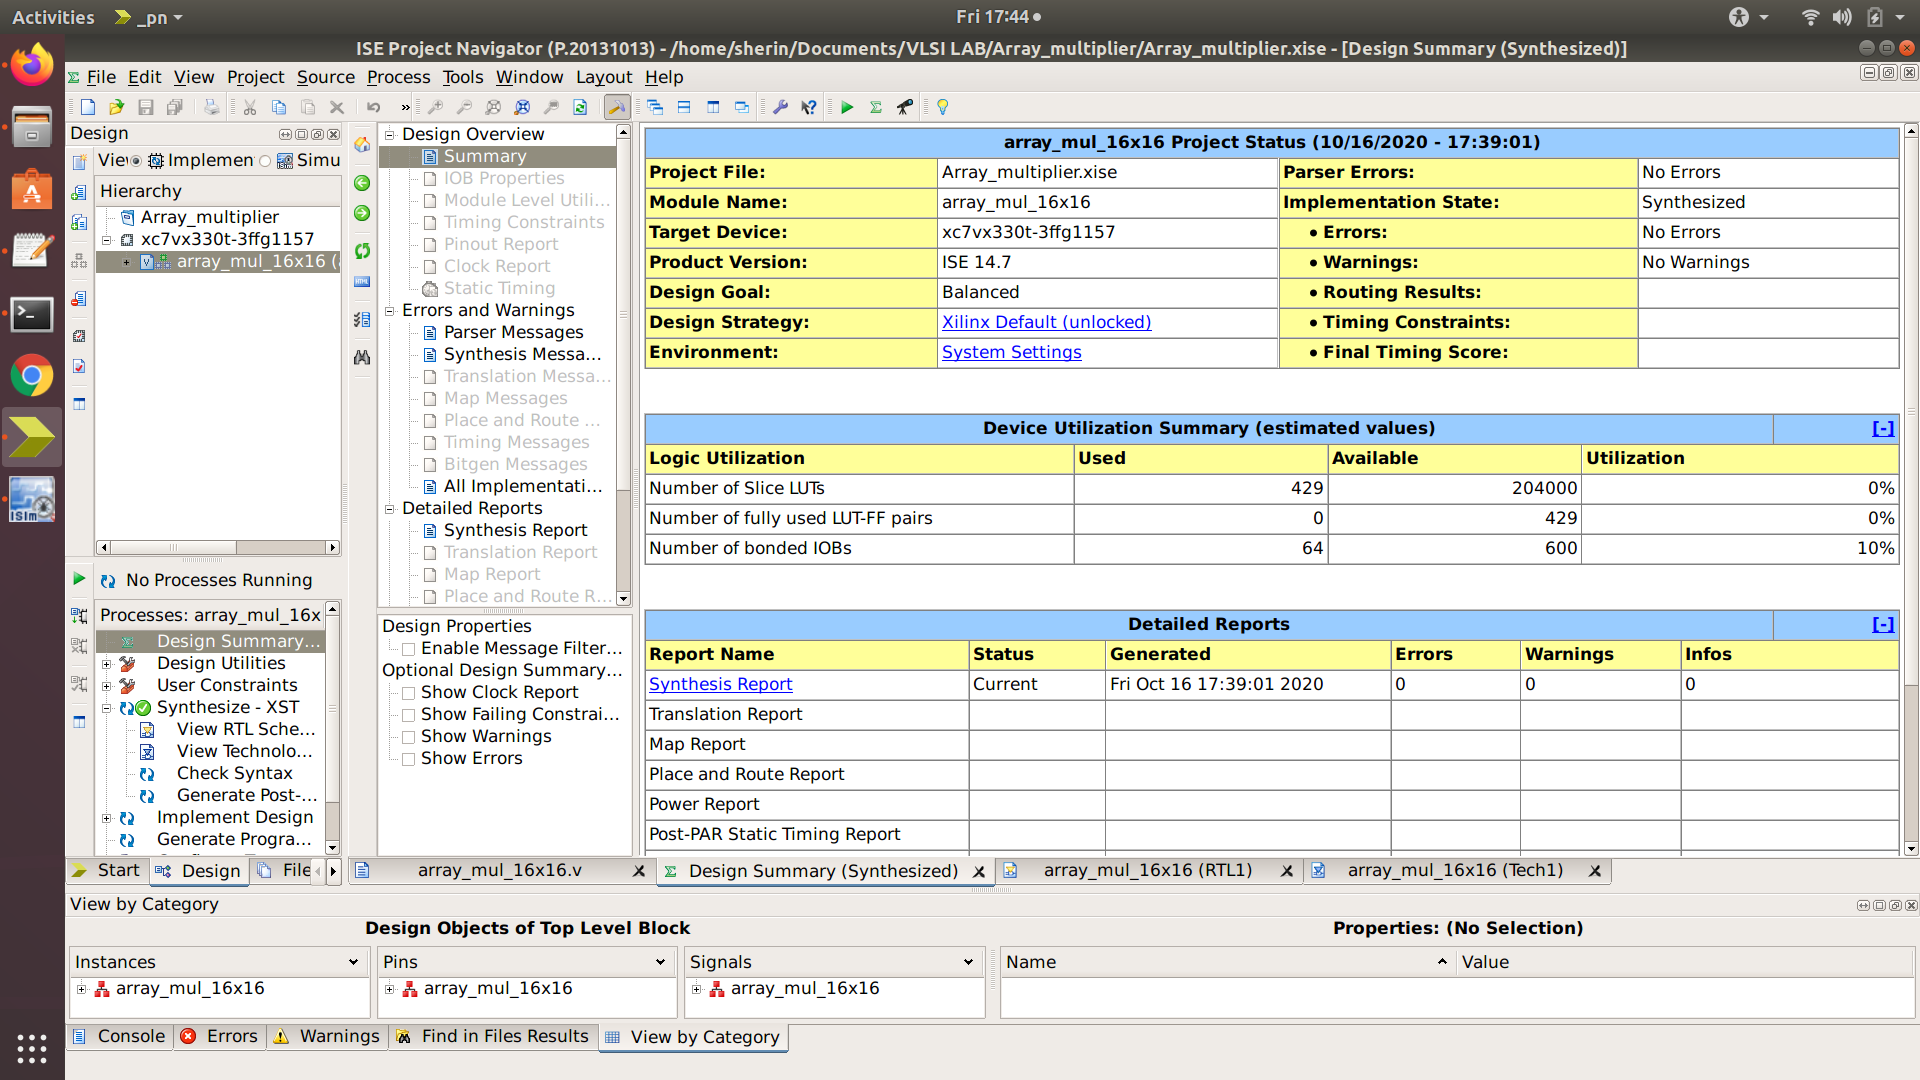 Activities
_pn
Fri 17:44
ISE Project Navigator (P.20131013) - /home/sherin/Documents/VLSI LAB/Array_multiplier/Array_multiplier.xise - [Design Summary (Synthesized)]
File Edit View Project Source Process Tools Window Layout Help
Design
Implemen
Simu
Hierarchy
Array_multiplier
xc7vx330t-3ffg1157
array_mul_16x16 (
No Processes Running
Processes: array_mul_16x
Design Summary...
Design Utilities
User Constraints
Synthesize - XST
View RTL Sche...
View Technolo...
Check Syntax
Generate Post-...
Implement Design
Generate Progra...
Start
Design
File
Design Overview
Summary
IOB Properties
Module Level Utili...
Timing Constraints
Pinout Report
Clock Report
Static Timing
Errors and Warnings
Parser Messages
Synthesis Messa...
Translation Messa...
Map Messages
Place and Route ...
Timing Messages
Bitgen Messages
All Implementati...
Detailed Reports
Synthesis Report
Translation Report
Map Report
Place and Route R...
Design Properties
Enable Message Filter...
Optional Design Summary...
Show Clock Report
Show Failing Constrai...
Show Warnings
Show Errors
array_mul_16x16 Project Status (10/16/2020 - 17:39:01)
Project File: Array_multiplier.xise Parser Errors: No Errors
Module Name: array_mul_16x16 Implementation State: Synthesized
Target Device: xc7vx330t-3ffg1157 • Errors: No Errors
Product Version: ISE 14.7 • Warnings: No Warnings
Design Goal: Balanced • Routing Results:
Design Strategy: Xilinx Default (unlocked) • Timing Constraints:
Environment: System Settings • Final Timing Score:
Device Utilization Summary (estimated values) [-]
Logic Utilization Used Available Utilization
Number of Slice LUTs 429 204000 0%
Number of fully used LUT-FF pairs 0 429 0%
Number of bonded IOBs 64 600 10%
Detailed Reports [-]
Report Name Status Generated Errors Warnings Infos
Synthesis Report Current Fri Oct 16 17:39:01 2020 0 0 0
Translation Report
Map Report
Place and Route Report
Power Report
Post-PAR Static Timing Report
array_mul_16x16.v
Design Summary (Synthesized)
array_mul_16x16 (RTL1)
array_mul_16x16 (Tech1)
View by Category
Design Objects of Top Level Block
Properties: (No Selection)
Instances
Pins
Signals
Name
Value
array_mul_16x16
array_mul_16x16
array_mul_16x16
Console
Errors
Warnings
Find in Files Results
View by Category
ISim